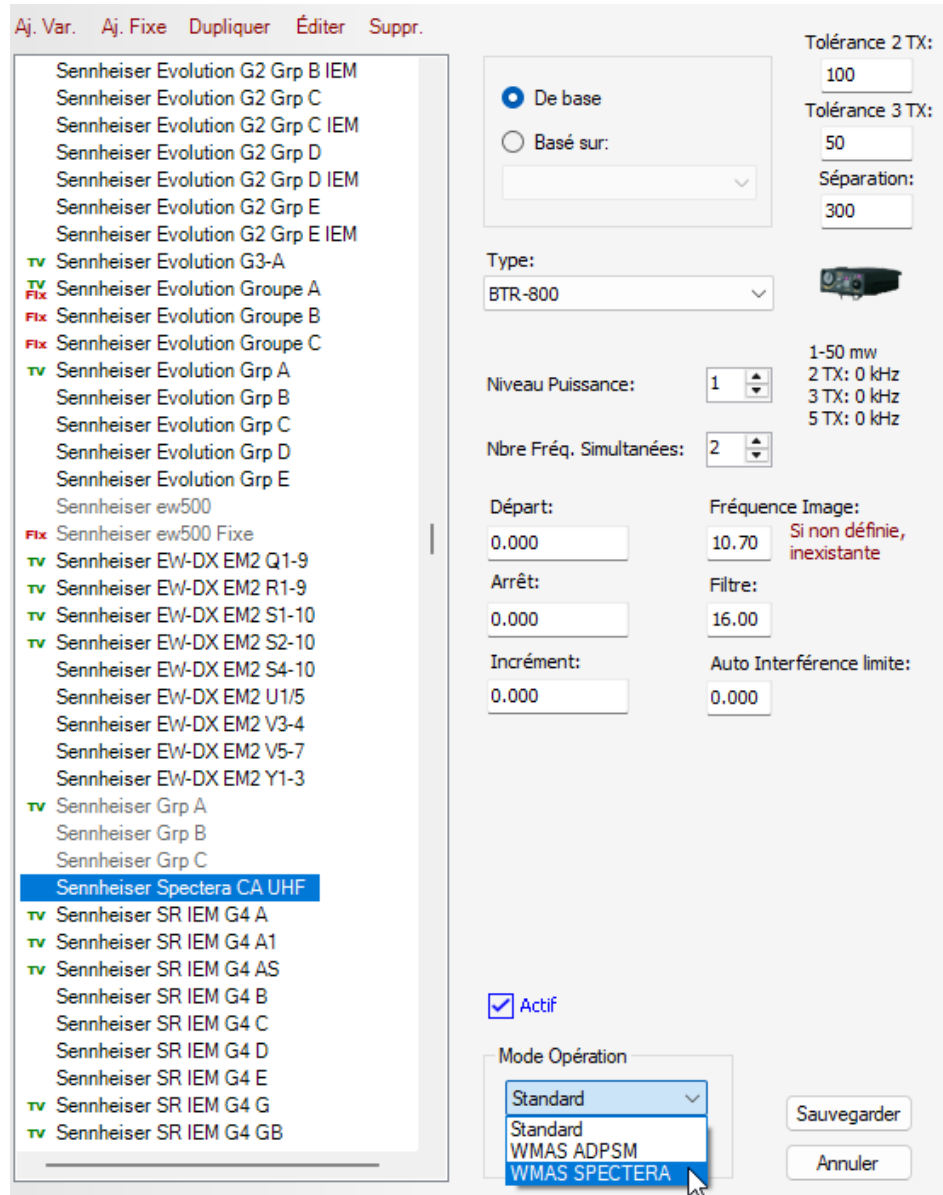 Aj. Var. Aj. Fixe Dupliquer Éditer Suppr.
Sennheiser Evolution G2 Grp B IEM
Sennheiser Evolution G2 Grp C
Sennheiser Evolution G2 Grp C IEM
Sennheiser Evolution G2 Grp D
Sennheiser Evolution G2 Grp D IEM
Sennheiser Evolution G2 Grp E
Sennheiser Evolution G2 Grp E IEM
TV Sennheiser Evolution G3-A
TV FIx Sennheiser Evolution Groupe A
FIx Sennheiser Evolution Groupe B
FIx Sennheiser Evolution Groupe C
TV Sennheiser Evolution Grp A
Sennheiser Evolution Grp B
Sennheiser Evolution Grp C
Sennheiser Evolution Grp D
Sennheiser Evolution Grp E
Sennheiser ew500
FIx Sennheiser ew500 Fixe
TV Sennheiser EW-DX EM2 Q1-9
TV Sennheiser EW-DX EM2 R1-9
TV Sennheiser EW-DX EM2 S1-10
TV Sennheiser EW-DX EM2 S2-10
Sennheiser EW-DX EM2 S4-10
Sennheiser EW-DX EM2 U1/5
Sennheiser EW-DX EM2 V3-4
Sennheiser EW-DX EM2 V5-7
Sennheiser EW-DX EM2 Y1-3
TV Sennheiser Grp A
Sennheiser Grp B
Sennheiser Grp C
Sennheiser Spectera CA UHF
TV Sennheiser SR IEM G4 A
TV Sennheiser SR IEM G4 A1
TV Sennheiser SR IEM G4 AS
Sennheiser SR IEM G4 B
Sennheiser SR IEM G4 C
Sennheiser SR IEM G4 D
Sennheiser SR IEM G4 E
TV Sennheiser SR IEM G4 G
TV Sennheiser SR IEM G4 GB
De base
Basé sur:
Tolérance 2 TX:
100
Tolérance 3 TX:
50
Séparation:
300
Type:
BTR-800
1-50 mw
2 TX: 0 kHz
3 TX: 0 kHz
5 TX: 0 kHz
Niveau Puissance: 1
Nbre Fréq. Simultanées: 2
Départ:
0.000
Arrêt:
0.000
Incrément:
0.000
Fréquence Image:
10.70
Si non définie,
inexistante
Filtre:
16.00
Auto Interférence limite:
0.000
Actif
Mode Opération
Standard
Standard
WMAS ADPSM
WMAS SPECTERA
Sauvegarder
Annuler